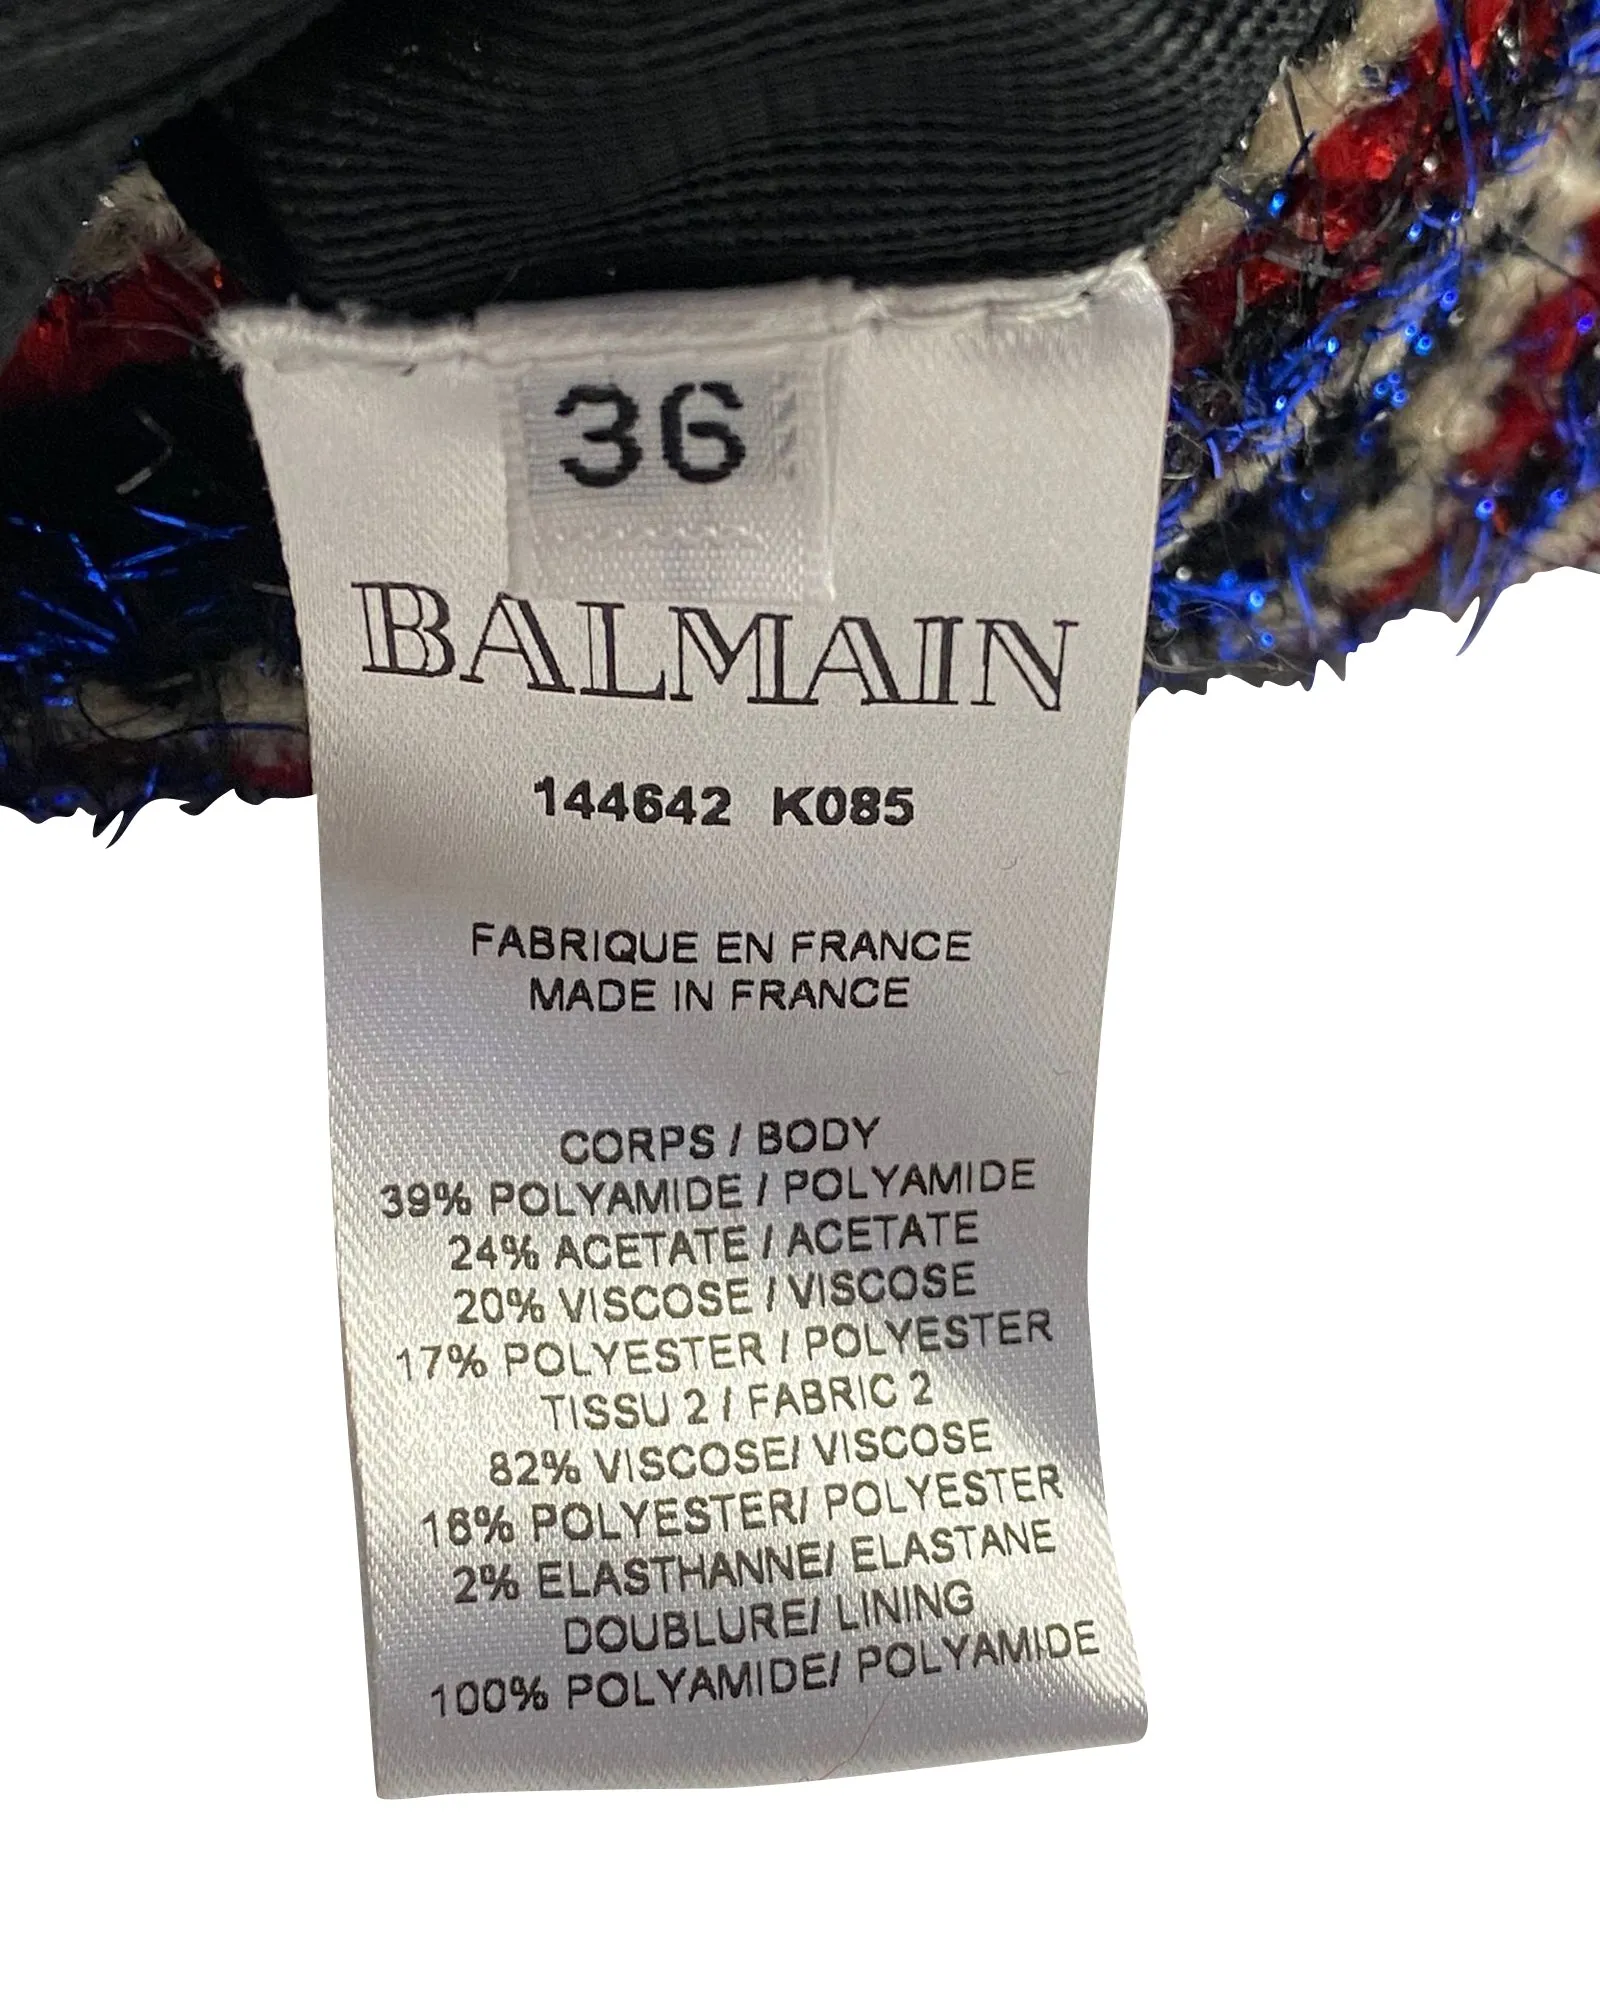 36
BALMAIN
144642 K085
FABRIQUE EN FRANCE
MADE IN FRANCE
CORPS / BODY
39% POLYAMIDE / POLYAMIDE
24% ACETATE / ACETATE
20% VISCOSE / VISCOSE
17% POLYESTER / POLYESTER
TISSU 2 / FABRIC 2
82% VISCOSE/ VISCOSE
16% POLYESTER/ POLYESTER
2% ELASTHANNE/ ELASTANE
DOUBLURE/ LINING
100% POLYAMIDE/ POLYAMIDE